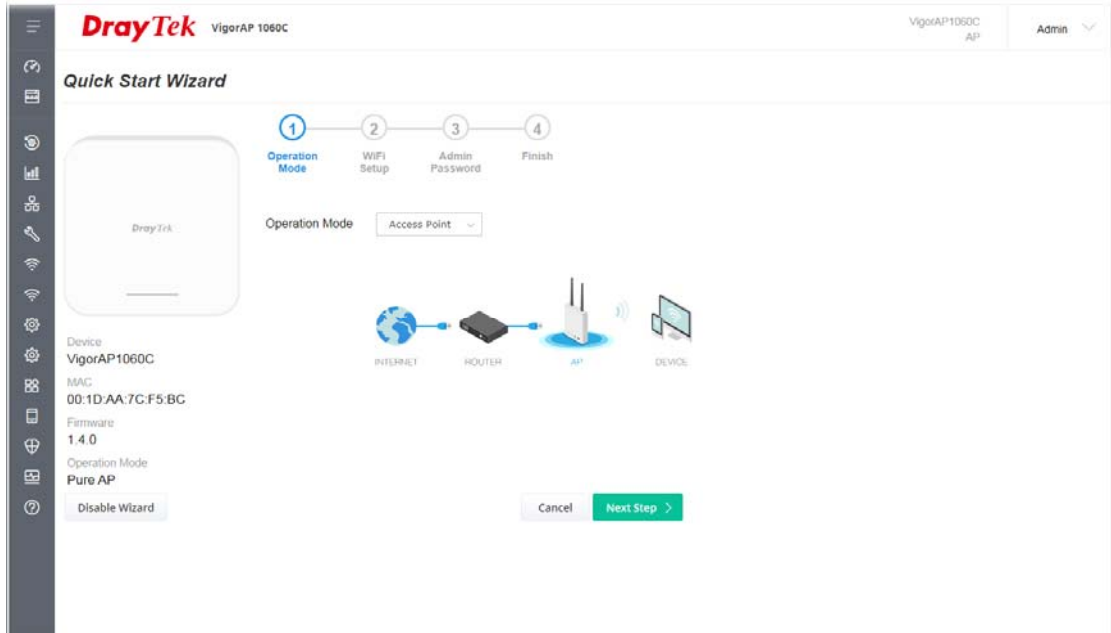 DrayTek VigorAP 1060C
VigorAP1060C
AP
Admin
Quick Start Wizard
1 2 3 4
Operation Mode
WiFi Setup
Admin Password
Finish
Operation Mode Access Point
DrayTek
INTERNET ROUTER AP DEVICE
Device
VigorAP1060C
MAC
00:1D:AA:7C:F5:BC
Firmware
1.4.0
Operation Mode
Pure AP
Disable Wizard
Cancel
Next Step